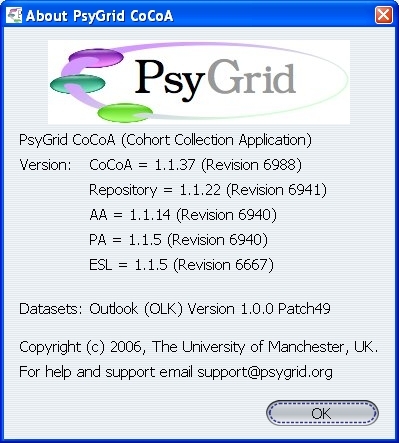 About PsyGrid CoCoA
PsyGrid
PsyGrid CoCoA (Cohort Collection Application)
Version: CoCoA = 1.1.37 (Revision 6988)
Repository = 1.1.22 (Revision 6941)
AA = 1.1.14 (Revision 6940)
PA = 1.1.5 (Revision 6940)
ESL = 1.1.5 (Revision 6667)
Datasets: Outlook (OLK) Version 1.0.0 Patch49
Copyright (c) 2006, The University of Manchester, UK.
For help and support email support@psygrid.org
OK